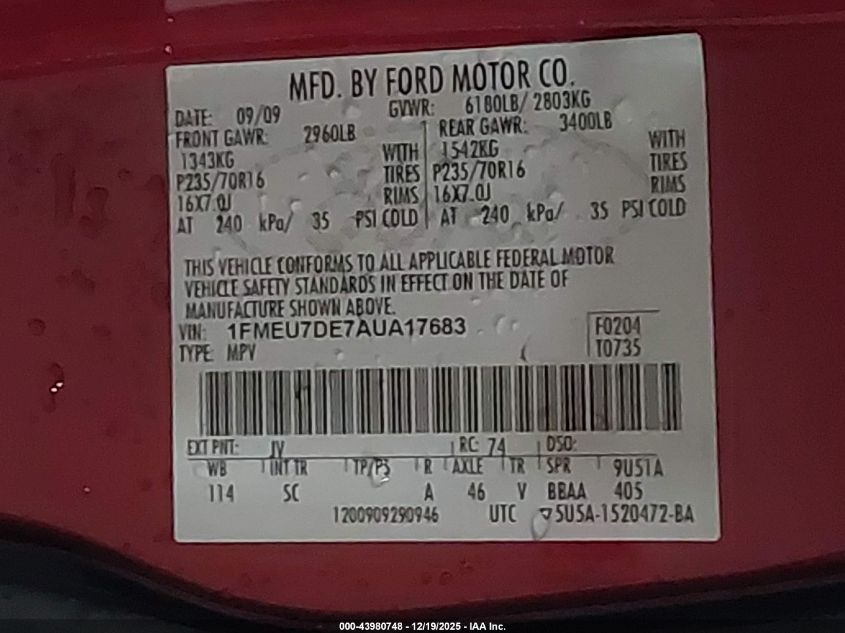 MFD. BY FORD MOTOR CO.
DATE: 09/09 GVWR: 6180LB/ 2803KG
FRONT GAWR: 2960LB REAR GAWR: 3400LB
1343KG WITH 1542KG WITH
P235/70R16 TIRES P235/70R16 TIRES
16X7.0J RIMS 16X7.0J RIMS
AT 240 kPa/ 35 PSI COLD AT 240 kPa/ 35 PSI COLD
THIS VEHICLE CONFORMS TO ALL APPLICABLE FEDERAL MOTOR
VEHICLE SAFETY STANDARDS IN EFFECT ON THE DATE OF
MANUFACTURE SHOWN ABOVE.
VIN: 1FMEU7DE7AUA17683 F0204
TYPE: MPV T0735
EXT PNT: JV RC: 74 DSO:
WB INT TR TP/PS R AXLE TR SPR 9U51A
114 SC A 46 V BBAA 405
1200909290946 UTC 5U5A-1520472-BA
000-43980748 - 12/19/2025 - IAA Inc.